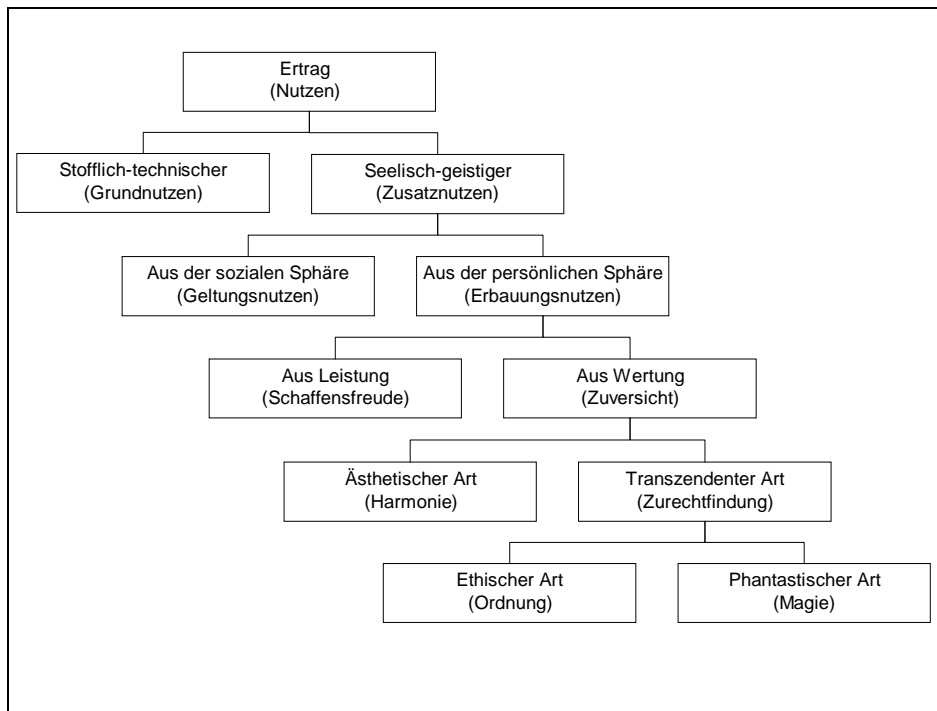 Ertrag
(Nutzen)
Stofflich-technischer
(Grundnutzen)
Seelisch-geistiger
(Zusatznutzen)
Aus der sozialen Sphäre
(Geltungsnutzen)
Aus der persönlichen Sphäre
(Erbauungsnutzen)
Aus Leistung
(Schaffensfreude)
Aus Wertung
(Zuversicht)
Ästhetischer Art
(Harmonie)
Transzendenter Art
(Zurechtfindung)
Ethischer Art
(Ordnung)
Phantastischer Art
(Magie)